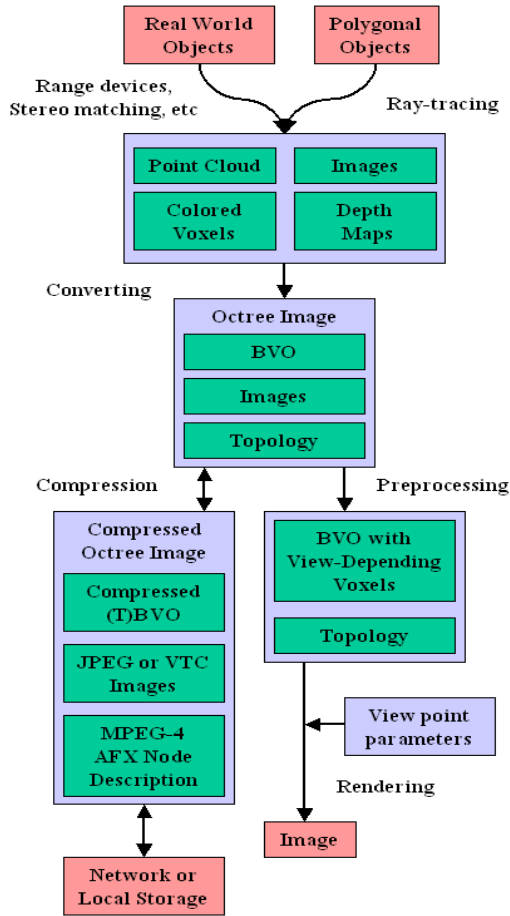 Real World
Objects
Polygonal
Objects
Range devices,
Stereo matching, etc
Ray-tracing
Point Cloud
Images
Colored
Voxels
Depth
Maps
Converting
Octree Image
BVO
Images
Topology
Compression
Preprocessing
Compressed
Octree Image
Compressed
(T)BVO
JPEG or VTC
Images
MPEG-4
AFX Node
Description
BVO with
View-Depending
Voxels
Topology
View point
parameters
Rendering
Image
Network or
Local Storage